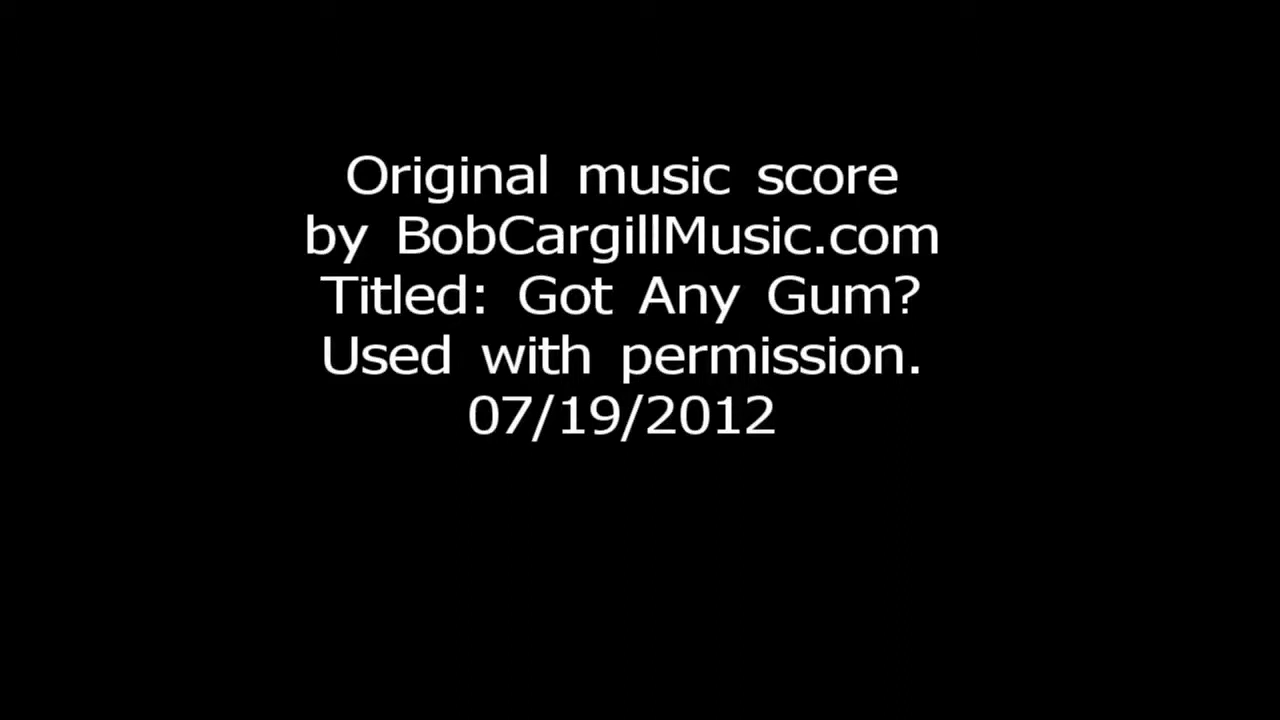 Original music score
by BobCargillMusic.com
Titled: Got Any Gum?
Used with permission.
07/19/2012